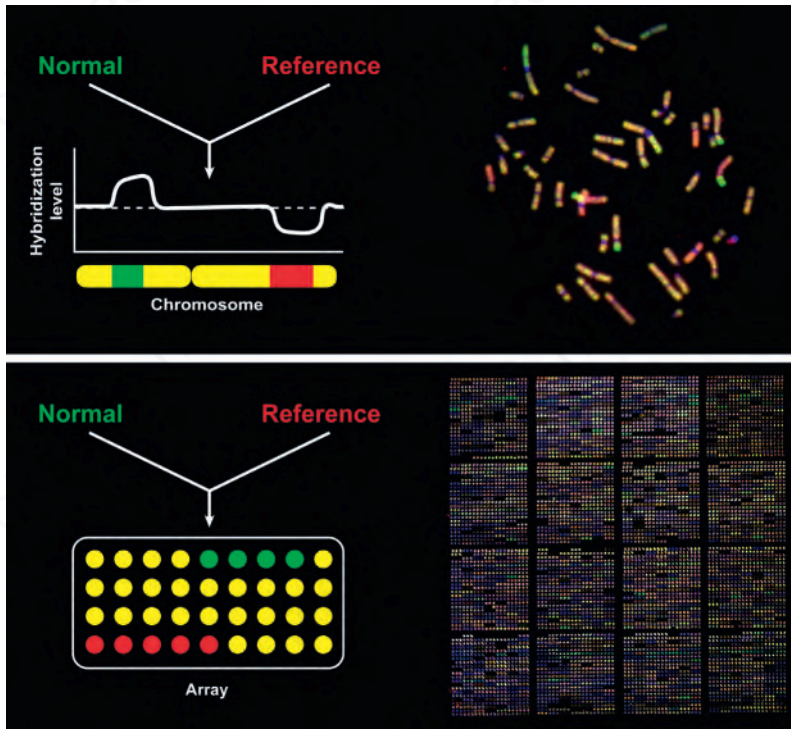 Normal
Reference
Hybridization
level
Chromosome
Normal
Reference
Array